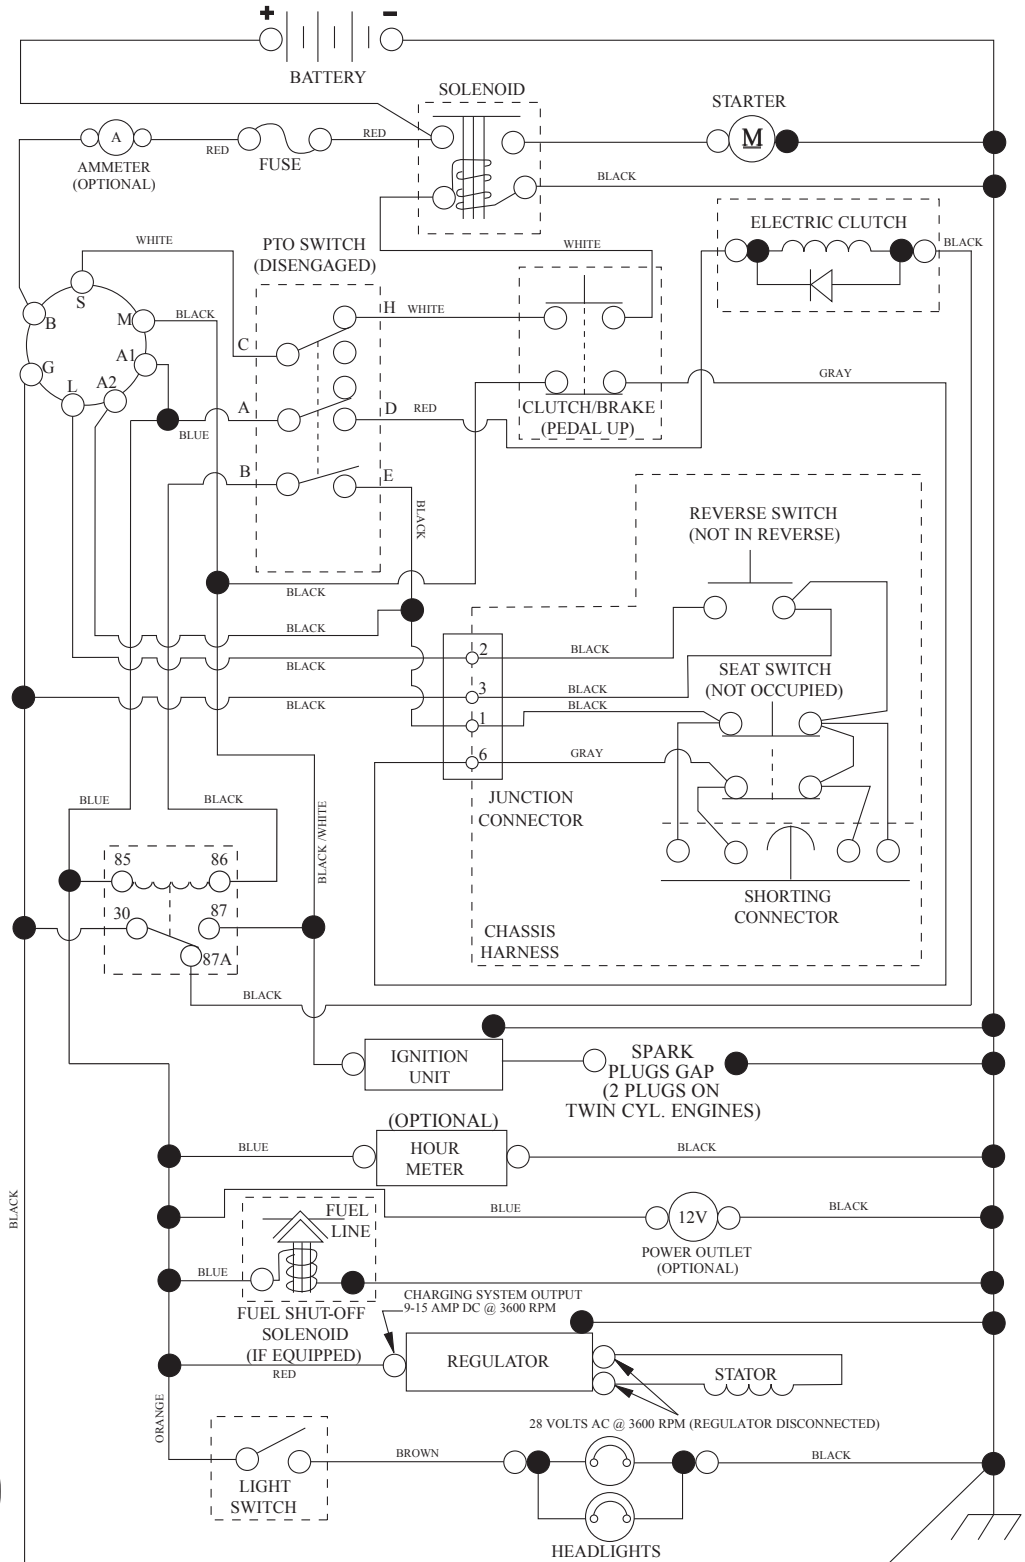 + -
BATTERY
SOLENOID
STARTER
A
RED
FUSE
RED
M
AMMETER
(OPTIONAL)
BLACK
WHITE
PTO SWITCH
(DISENGAGED)
WHITE
ELECTRIC CLUTCH
BLACK
S
B
M
BLACK
H
WHITE
C
G
A1
L
A2
GRAY
A
BLUE
D
RED
CLUTCH/BRAKE
(PEDAL UP)
B
E
BLACK
REVERSE SWITCH
(NOT IN REVERSE)
BLACK
BLACK
2
BLACK
BLACK
SEAT SWITCH
(NOT OCCUPIED)
3
BLACK
BLACK
BLACK
1
6
GRAY
JUNCTION
CONNECTOR
BLUE
BLACK
BLACK /WHITE
85
86
30
87
87A
SHORTING
CONNECTOR
CHASSIS
HARNESS
BLACK
IGNITION
UNIT
SPARK
PLUGS GAP
(2 PLUGS ON
TWIN CYL. ENGINES)
(OPTIONAL)
HOUR
METER
BLUE
BLACK
BLACK
FUEL
LINE
BLUE
12V
BLACK
POWER OUTLET
(OPTIONAL)
BLUE
CHARGING SYSTEM OUTPUT
9-15 AMP DC @ 3600 RPM
FUEL SHUT-OFF
SOLENOID
(IF EQUIPPED)
RED
REGULATOR
STATOR
ORANGE
28 VOLTS AC @ 3600 RPM (REGULATOR DISCONNECTED)
BROWN
BLACK
LIGHT
SWITCH
HEADLIGHTS